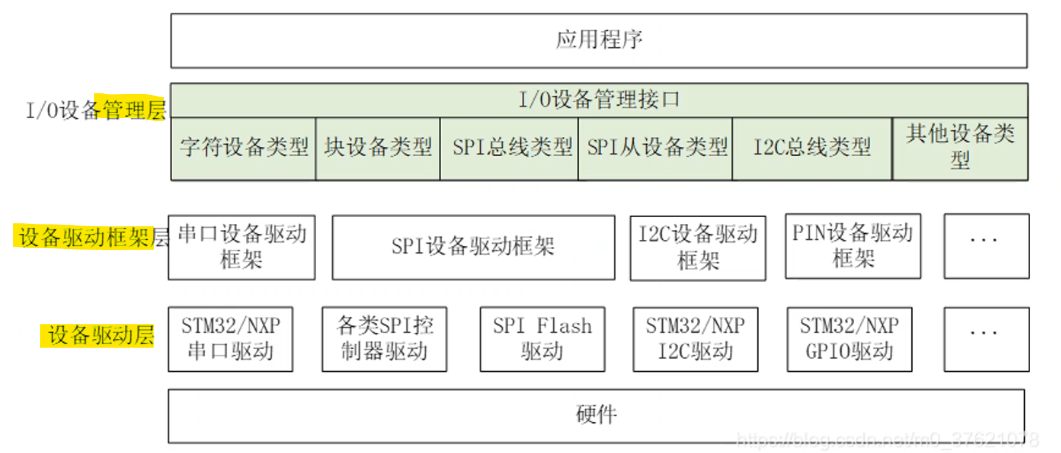 应用程序
I/O设备管理层
I/O设备管理接口
字符设备类型
块设备类型
SPI总线类型
SPI从设备类型
I2C总线类型
其他设备类
型
设备驱动框架层
串口设备驱动
框架
SPI设备驱动框架
I2C设备驱动
框架
PIN设备驱动
框架
...
设备驱动层
STM32/NXP
串口驱动
各类SPI控
制器驱动
SPI Flash
驱动
STM32/NXP
I2C驱动
STM32/NXP
GPIO驱动
...
硬件
https://blog.csdn.net/m0_37621078